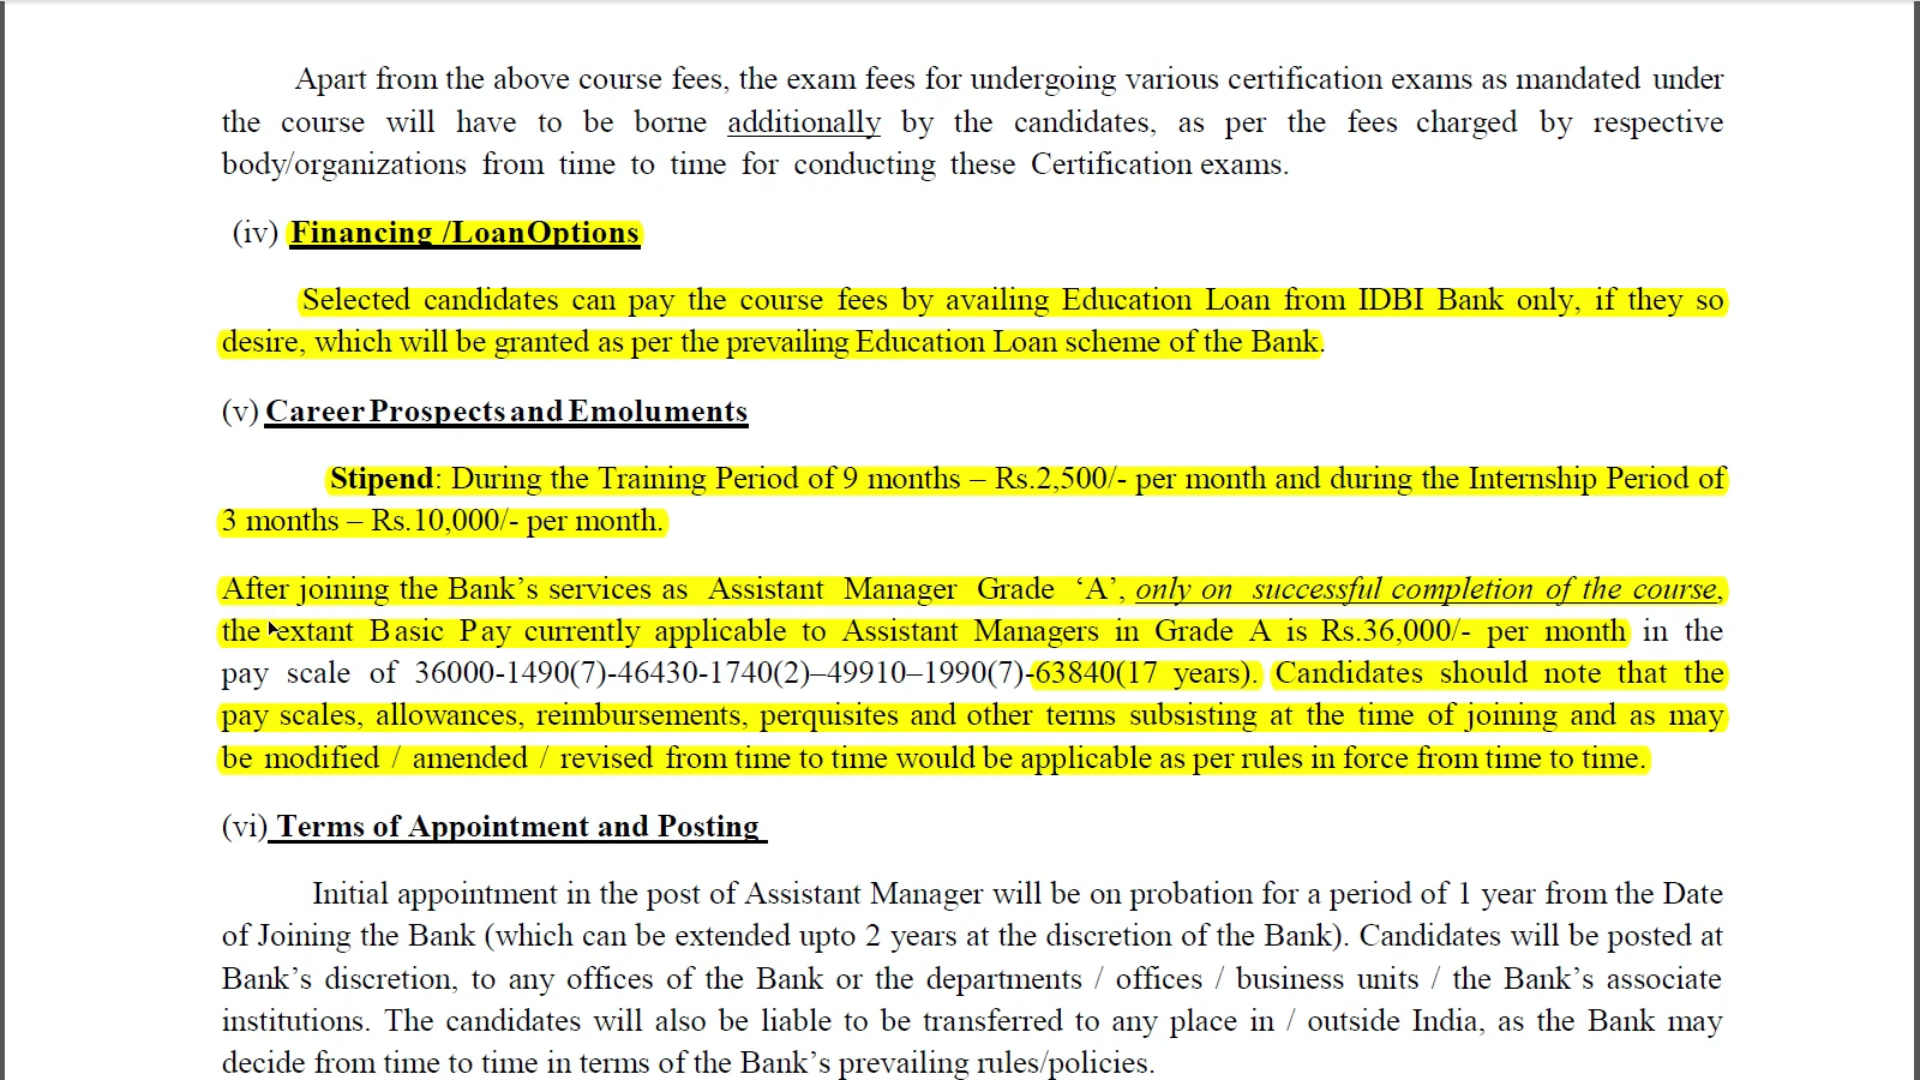 Apart from the above course fees, the exam fees for undergoing various certification exams as mandated under
the course will have to be borne additionally by the candidates, as per the fees charged by respective
body/organizations from time to time for conducting these Certification exams.
(iv) Financing /LoanOptions
Selected candidates can pay the course fees by availing Education Loan from IDBI Bank only, if they so
desire, which will be granted as per the prevailing Education Loan scheme of the Bank.
(v) Career Prospects and Emoluments
Stipend: During the Training Period of 9 months – Rs.2,500/- per month and during the Internship Period of
3 months – Rs.10,000/- per month.
After joining the Bank’s services as Assistant Manager Grade ‘A’, only on successful completion of the course,
the extant Basic Pay currently applicable to Assistant Managers in Grade A is Rs.36,000/- per month in the
pay scale of 36000-1490(7)-46430-1740(2)–49910–1990(7)-63840(17 years). Candidates should note that the
pay scales, allowances, reimbursements, perquisites and other terms subsisting at the time of joining and as may
be modified / amended / revised from time to time would be applicable as per rules in force from time to time.
(vi) Terms of Appointment and Posting
Initial appointment in the post of Assistant Manager will be on probation for a period of 1 year from the Date
of Joining the Bank (which can be extended upto 2 years at the discretion of the Bank). Candidates will be posted at
Bank’s discretion, to any offices of the Bank or the departments / offices / business units / the Bank’s associate
institutions. The candidates will also be liable to be transferred to any place in / outside India, as the Bank may
decide from time to time in terms of the Bank’s prevailing rules/policies.